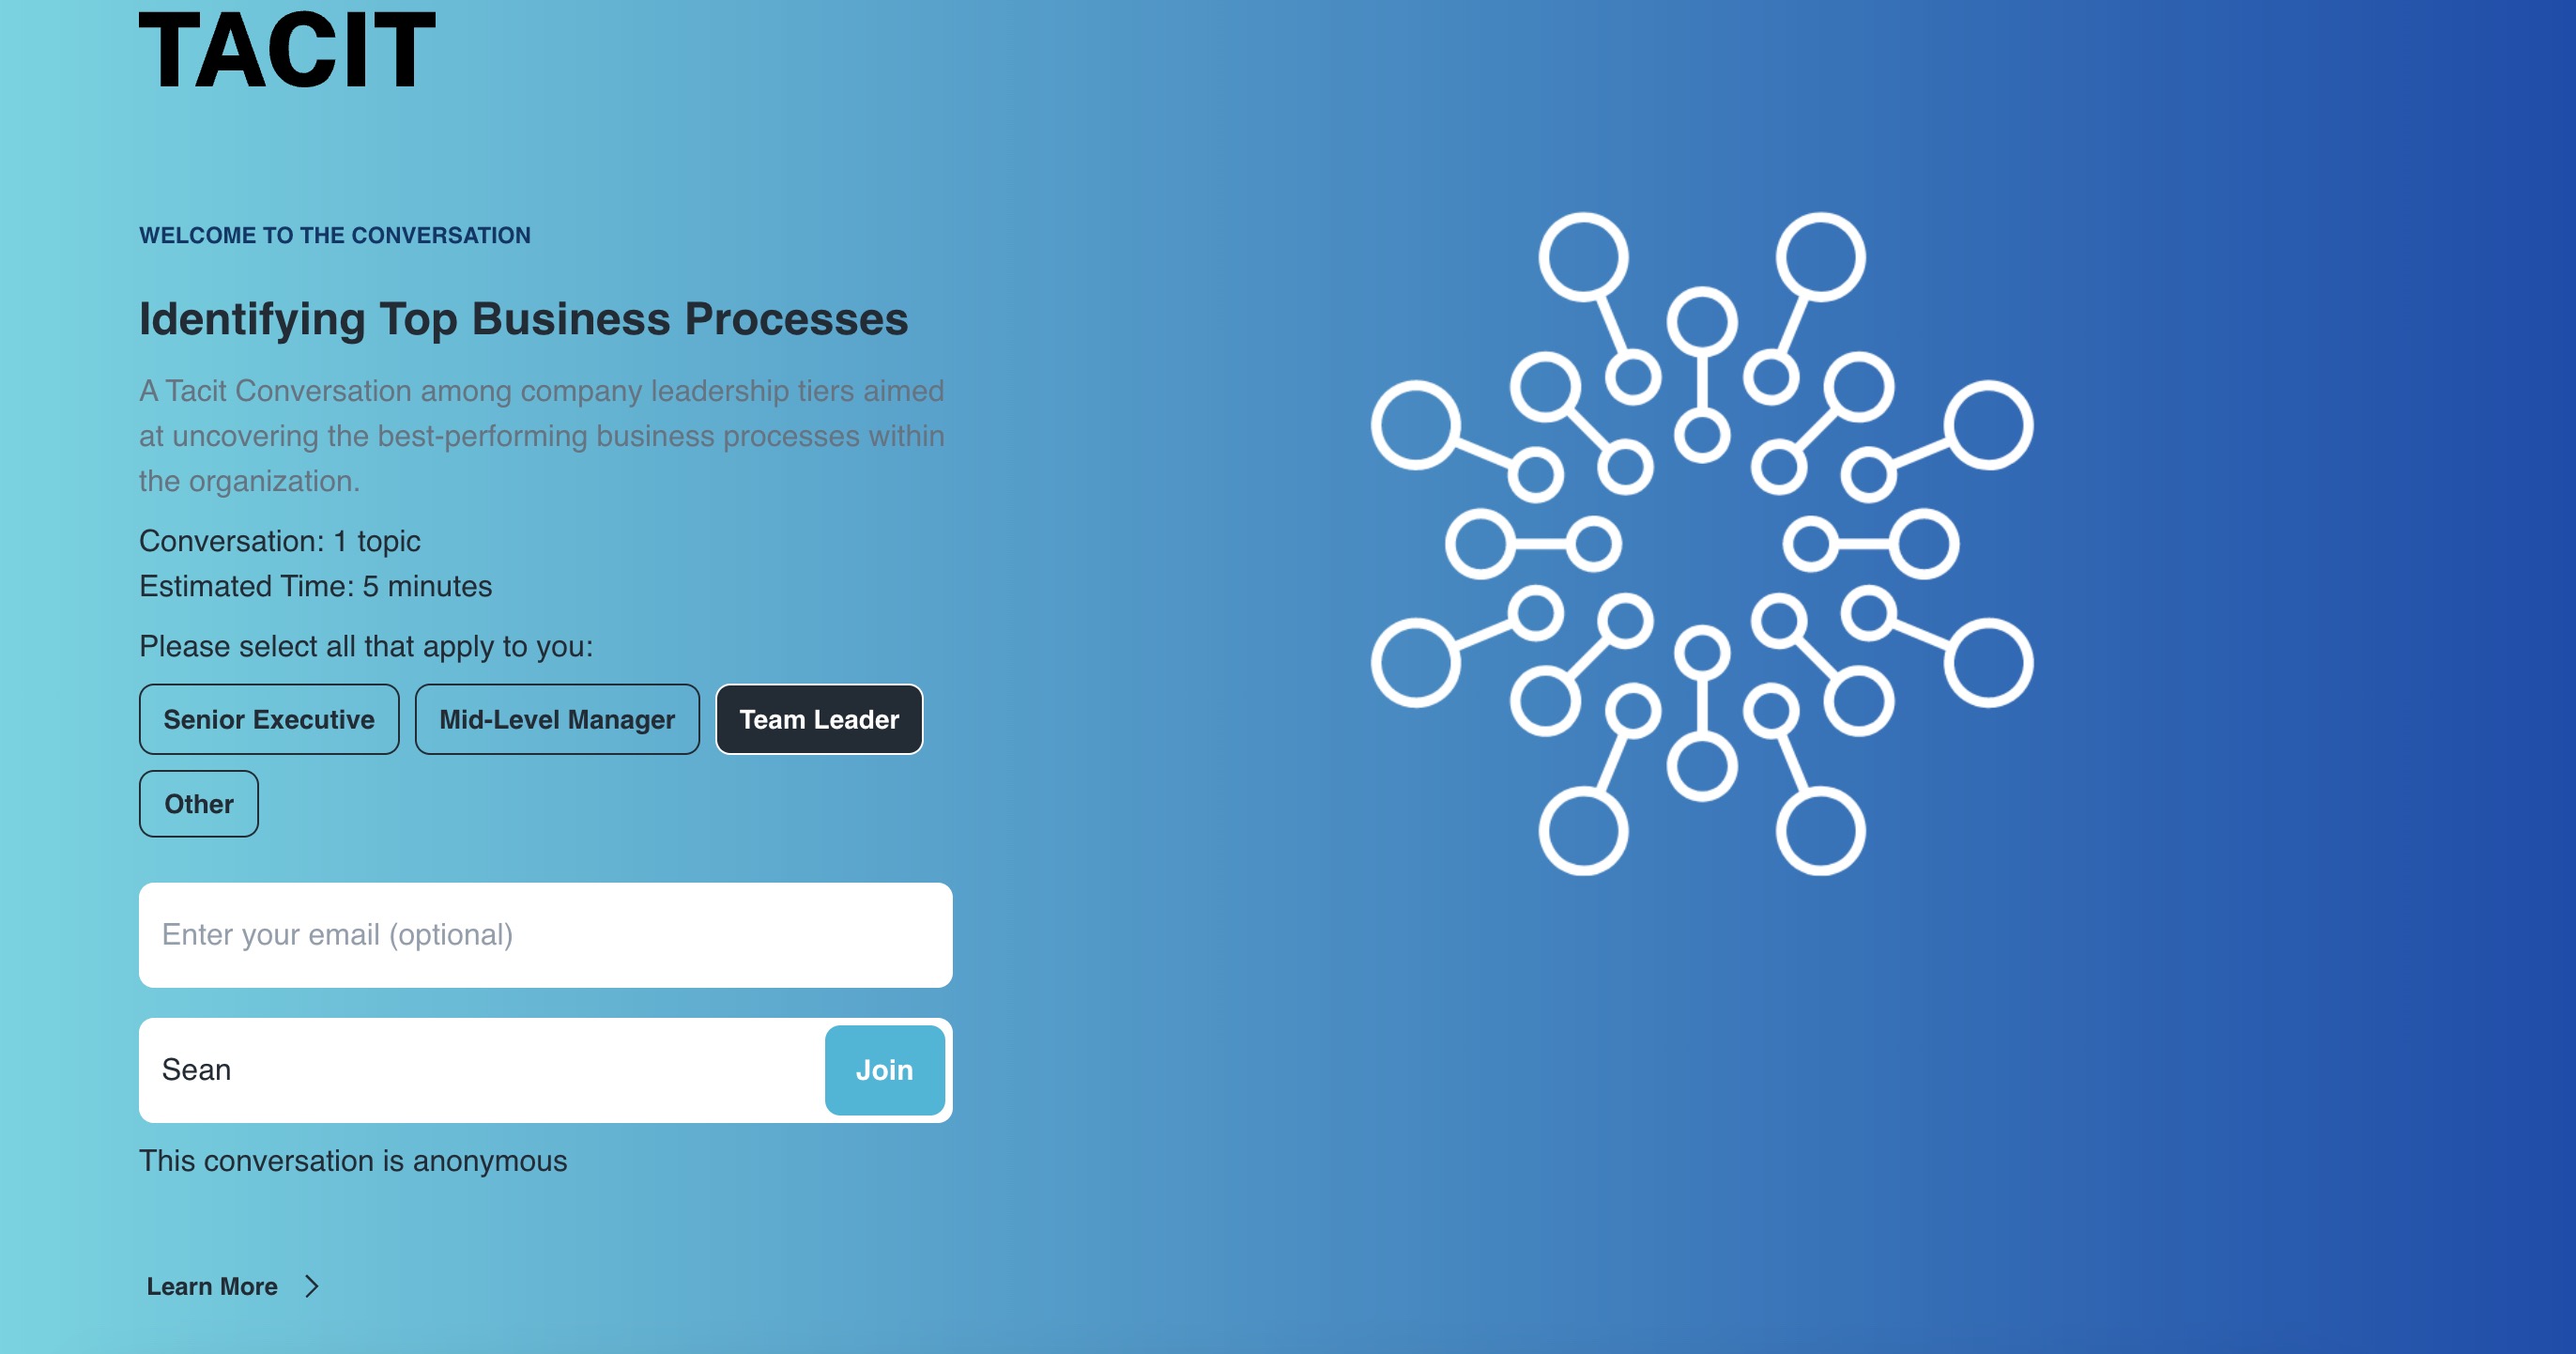 TACIT
WELCOME TO THE CONVERSATION
Identifying Top Business Processes
A Tacit Conversation among company leadership tiers aimed
at uncovering the best-performing business processes within
the organization.
Conversation: 1 topic
Estimated Time: 5 minutes
Please select all that apply to you:
Senior Executive Mid-Level Manager Team Leader
Other
Enter your email (optional)
Sean Join
This conversation is anonymous
Learn More